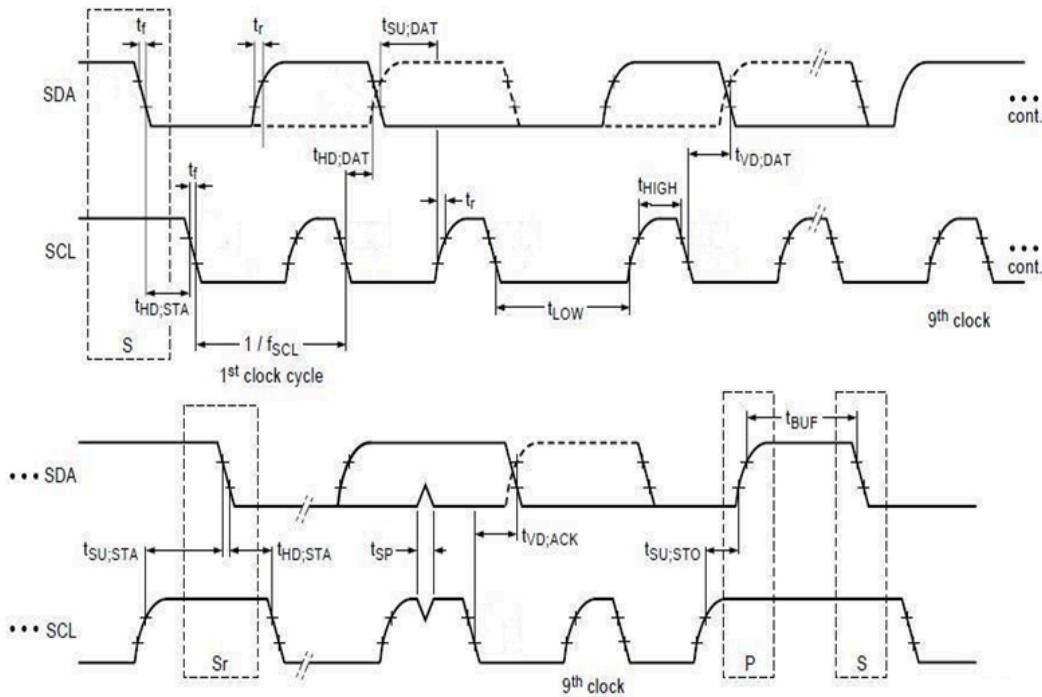 tf
tr
tSU;DAT
SDA
••• cont.
tHD;DAT
tVD;DAT
tf
tr
tHIGH
SCL
••• cont.
tHD;STA
tLOW
9th clock
S
1 / fSCL
1st clock cycle
tBUF
••• SDA
tSU;STA
tHD;STA
tSP
tVD;ACK
tSU;STO
••• SCL
Sr
P
S
9th clock